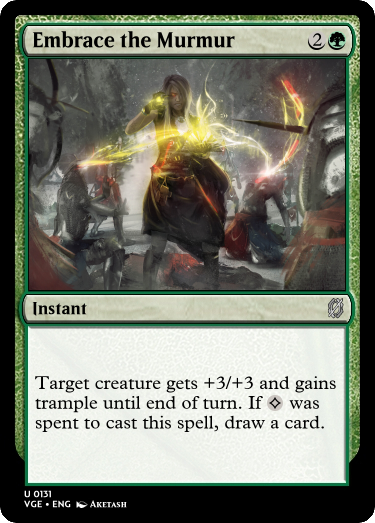 Embrace the Murmur 2
Instant
Target creature gets +3/+3 and gains
trample until end of turn. If was
spent to cast this spell, draw a card.
U 0131
VGE • ENG Aketash